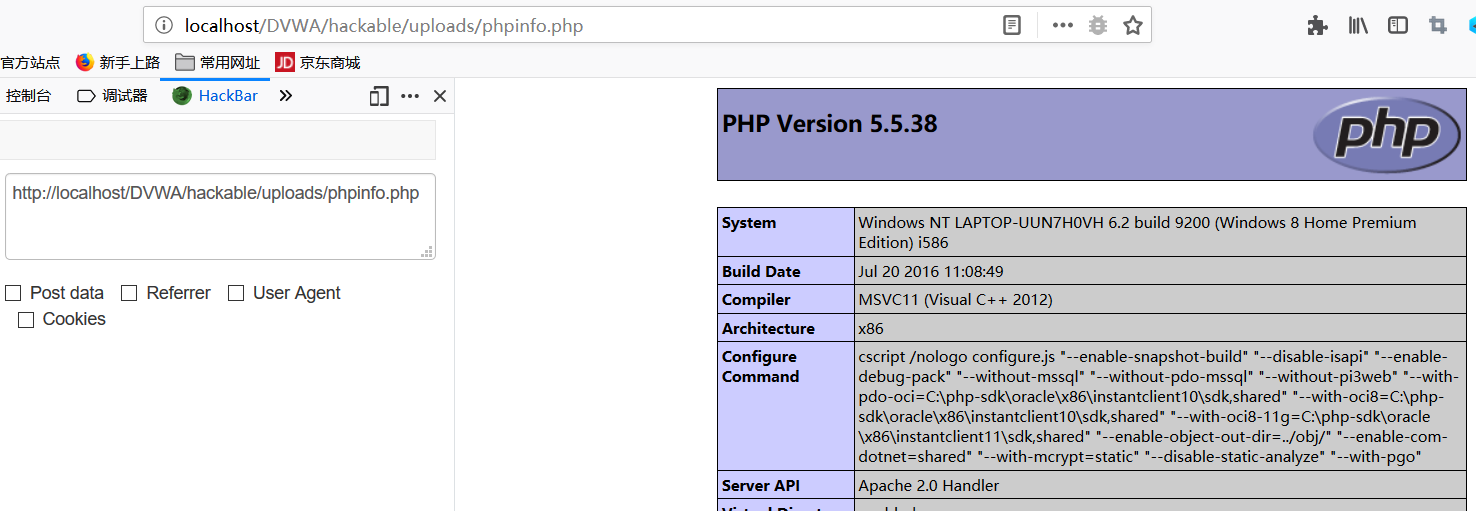 localhost/DVWA/hackable/uploads/phpinfo.php
官方站点 新手上路 常用网址 JD 京东商城
控制台 调试器 HackBar
http://localhost/DVWA/hackable/uploads/phpinfo.php
Post data Referrer User Agent
Cookies
PHP Version 5.5.38
php
System Windows NT LAPTOP-UUN7H0VH 6.2 build 9200 (Windows 8 Home Premium
Edition) i586
Build Date Jul 20 2016 11:08:49
Compiler MSVC11 (Visual C++ 2012)
Architecture x86
Configure cscript /nologo configure.js "--enable-snapshot-build" "--disable-isapi" "--enable-
Command debug-pack" "--without-mssql" "--without-pdo-mssql" "--without-pi3web" "--with-
pdo-oci=C:\php-sdk\oracle\x86\instantclient10\sdk,shared" "--with-oci8=C:\php-
sdk\oracle\x86\instantclient10\sdk,shared" "--with-oci8-11g=C:\php-sdk\oracle
\x86\instantclient11\sdk,shared" "--enable-object-out-dir=../obj/" "--enable-com-
dotnet=shared" "--with-mcrypt=static" "--disable-static-analyze" "--with-pgo"
Server API Apache 2.0 Handler